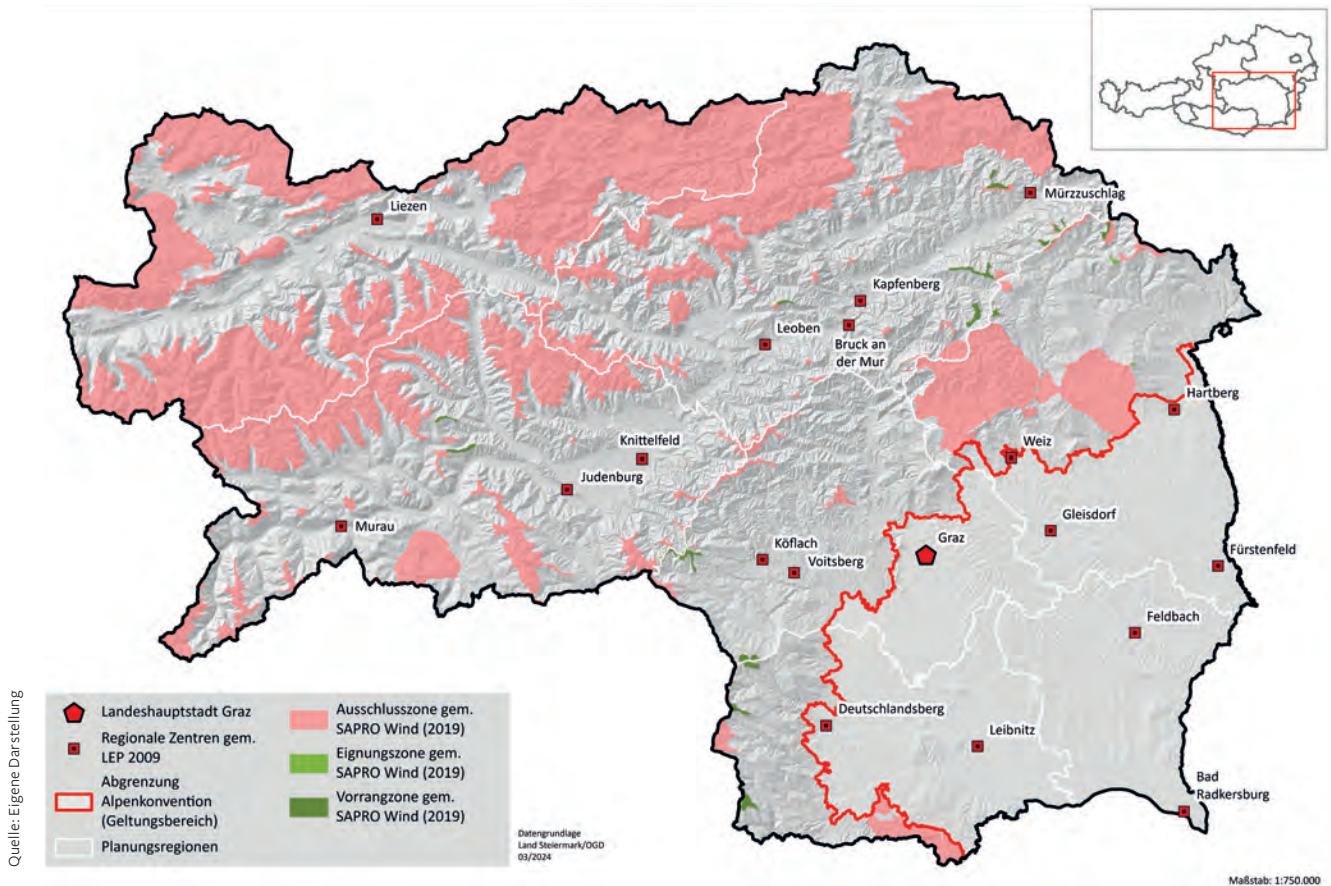 Liezen
Mürzzuschlag
Kapfenberg
Leoben
Bruck an
der Mur
Hartberg
Knittelfeld
Weiz
Judenburg
Murau
Gleisdorf
Graz
Köflach
Voitsberg
Fürstenfeld
Feldbach
Deutschlandsberg
Leibnitz
Bad
Radkersburg
Landeshauptstadt Graz
Regionale Zentren gem.
LEP 2009
Abgrenzung
Alpenkonvention
(Geltungsbereich)
Planungsregionen
Ausschlusszone gem.
SAPRO Wind (2019)
Eignungszone gem.
SAPRO Wind (2019)
Vorrangzone gem.
SAPRO Wind (2019)
Datengrundlage
Land Steiermark/OGD
03/2024
Maßstab: 1:750.000
Quelle: Eigene Darstellung